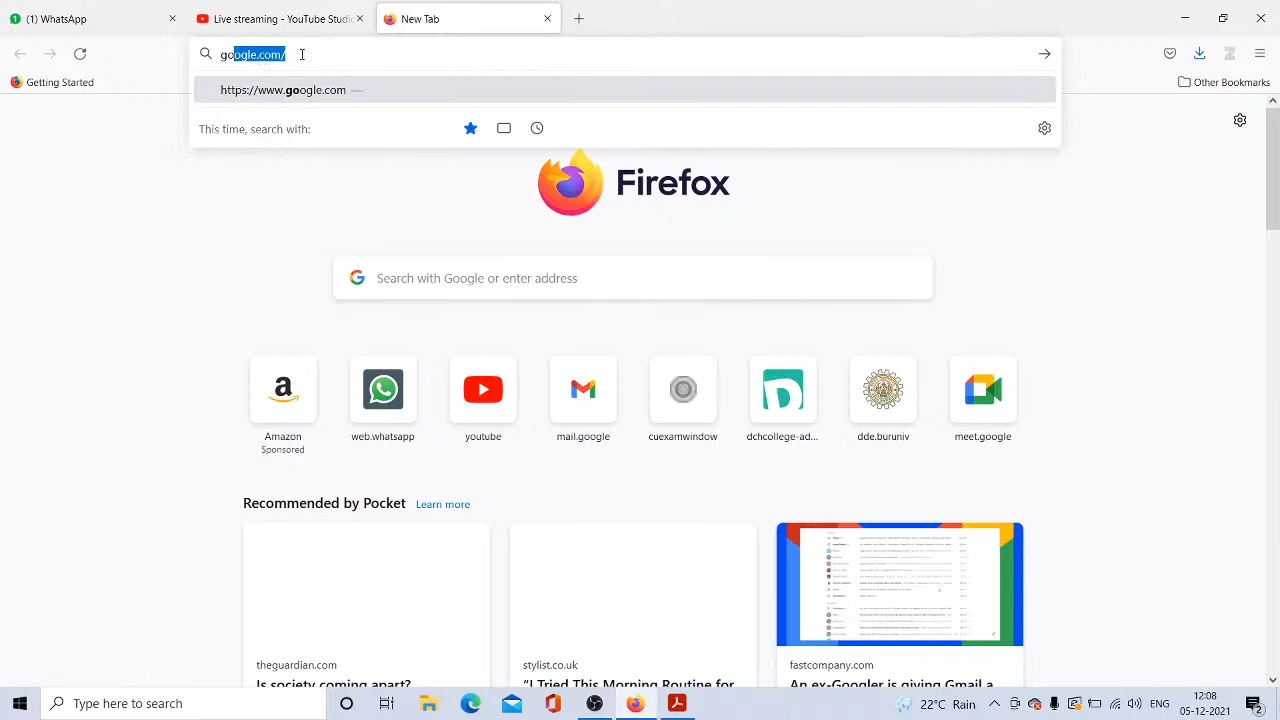 (1) WhatsApp
Live streaming - YouTube Studio
New Tab
google.com/
https://www.google.com —
This time, search with:
Getting Started
Other Bookmarks
Firefox
Search with Google or enter address
Amazon
Sponsored
web.whatsapp
youtube
mail.google
cuexamwindow
dchcollege-ad...
dde.buruniv
meet.google
Recommended by Pocket
Learn more
theguardian.com
stylist.co.uk
fastcompany.com
Is society coming apart?
“I Tried This Morning Routine for
An ex-Googler is giving Gmail a
Type here to search
22°C Rain
ENG
12:08
05-12-2021
2